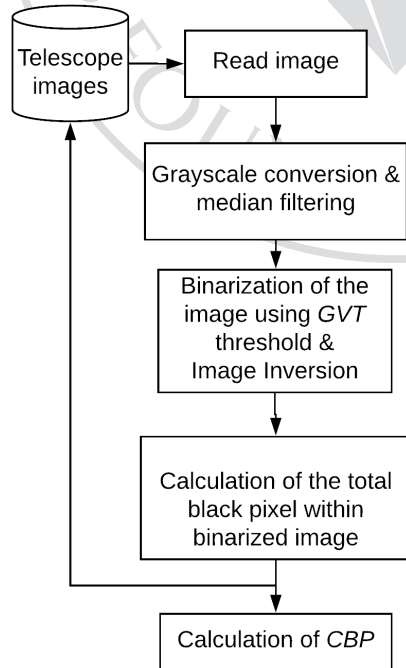 Telescope
images
Read image
Grayscale conversion &
median filtering
Binarization of the
image using GVT
threshold &
Image Inversion
Calculation of the total
black pixel within
binarized image
Calculation of CBP